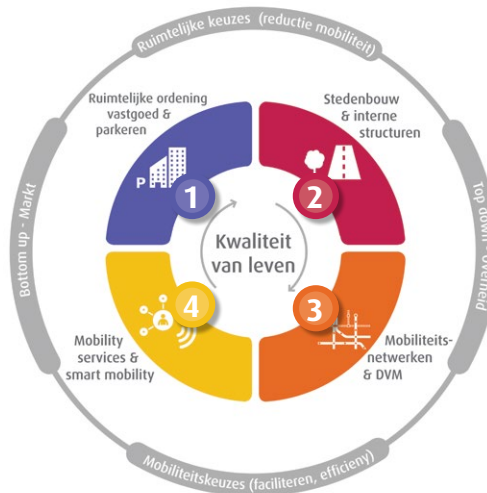 Ruimtelijke keuzes (reductie mobiliteit)
Ruimtelijke ordening
vastgoed &
parkeren
Stedenbouw
& interne
structuren
P
1
2
Bottom up - Markt
Kwaliteit
van leven
Top down - Overheid
4
3
Mobility
services &
smart mobility
Mobiliteits-
netwerken
& DVM
Mobiliteitskeuzes (faciliteren, efficieny)